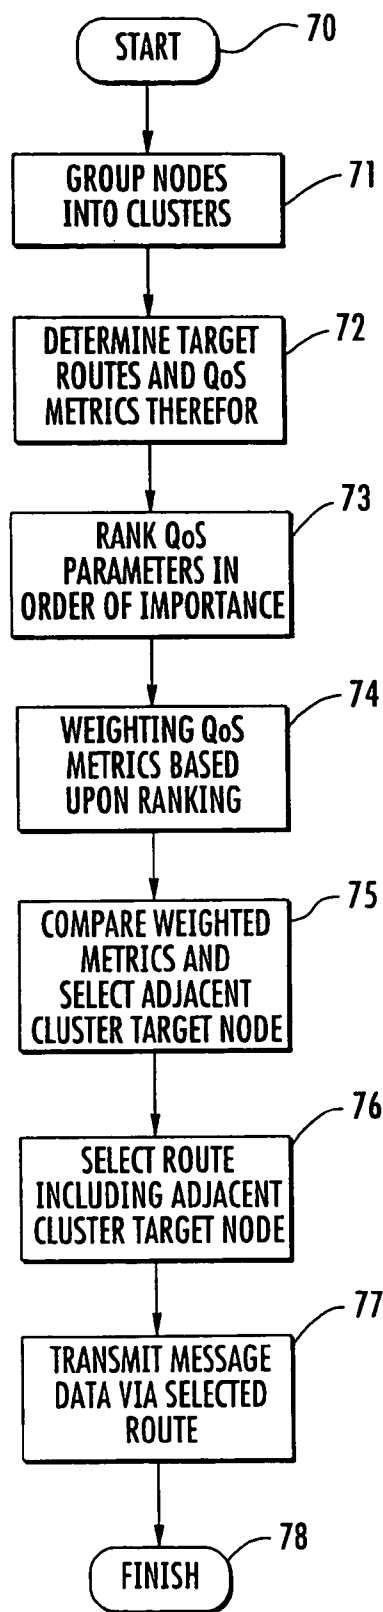 START
70
GROUP NODES
INTO CLUSTERS
71
DETERMINE TARGET
ROUTES AND QoS
METRICS THEREFOR
72
RANK QoS
PARAMETERS IN
ORDER OF IMPORTANCE
73
WEIGHTING QoS
METRICS BASED
UPON RANKING
74
COMPARE WEIGHTED
METRICS AND
SELECT ADJACENT
CLUSTER TARGET NODE
75
SELECT ROUTE
INCLUDING ADJACENT
CLUSTER TARGET NODE
76
TRANSMIT MESSAGE
DATA VIA SELECTED
ROUTE
77
FINISH
78